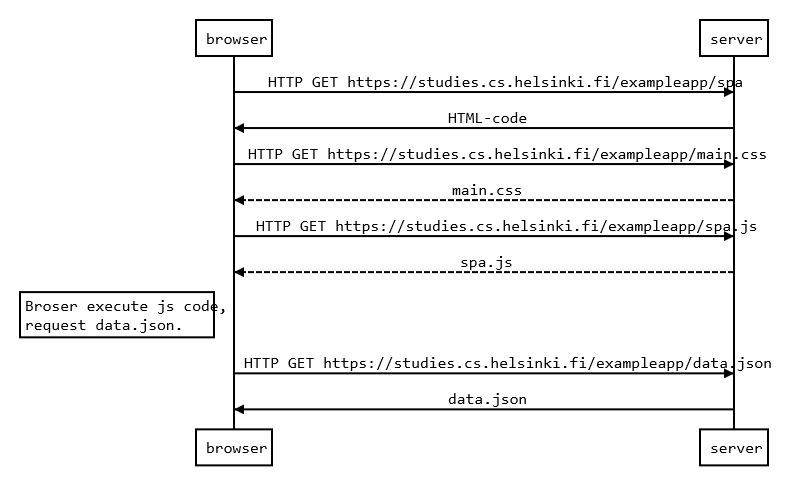 browser server
HTTP GET https://studies.cs.helsinki.fi/exampleapp/spa
HTML-code
HTTP GET https://studies.cs.helsinki.fi/exampleapp/main.css
main.css
HTTP GET https://studies.cs.helsinki.fi/exampleapp/spa.js
spa.js
Broser execute js code,
request data.json.
HTTP GET https://studies.cs.helsinki.fi/exampleapp/data.json
data.json
browser server